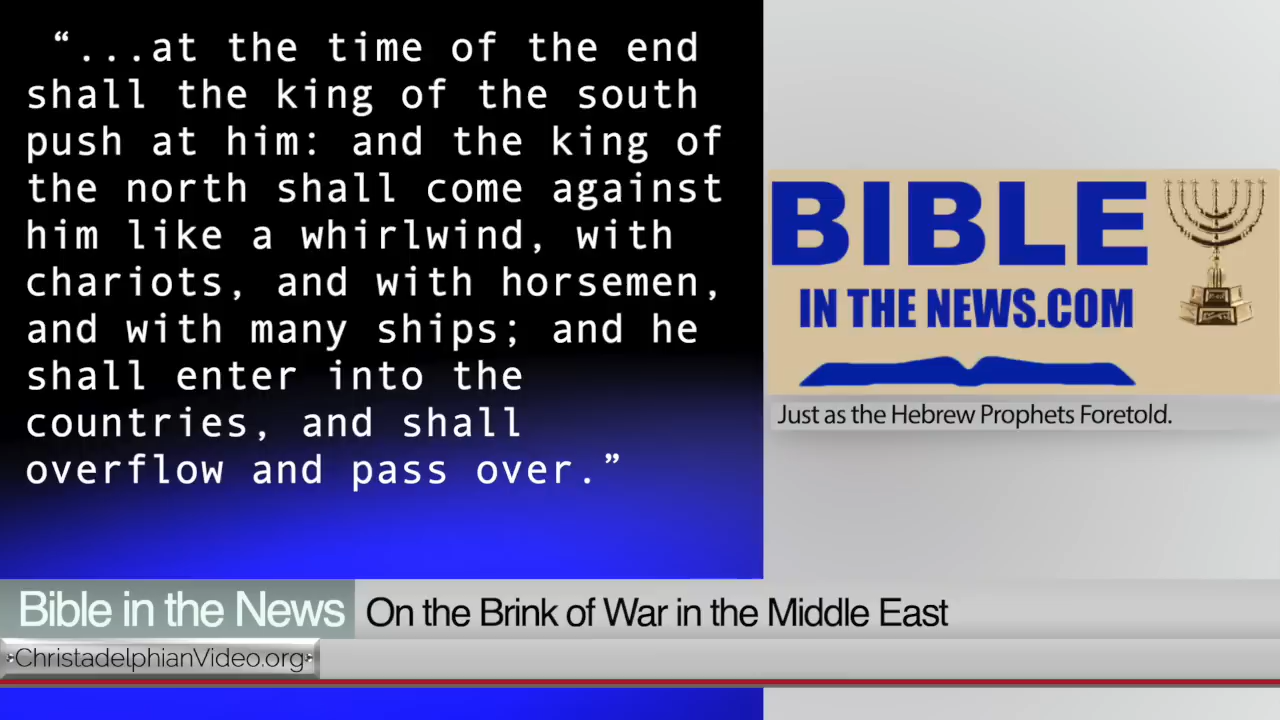 “...at the time of the end
shall the king of the south
push at him: and the king of
the north shall come against
him like a whirlwind, with
chariots, and with horsemen,
and with many ships; and he
shall enter into the
countries, and shall
overflow and pass over.”
BIBLE
IN THE NEWS.COM
Just as the Hebrew Prophets Foretold.
Bible in the News
On the Brink of War in the Middle East
ChristadelphianVideo.org